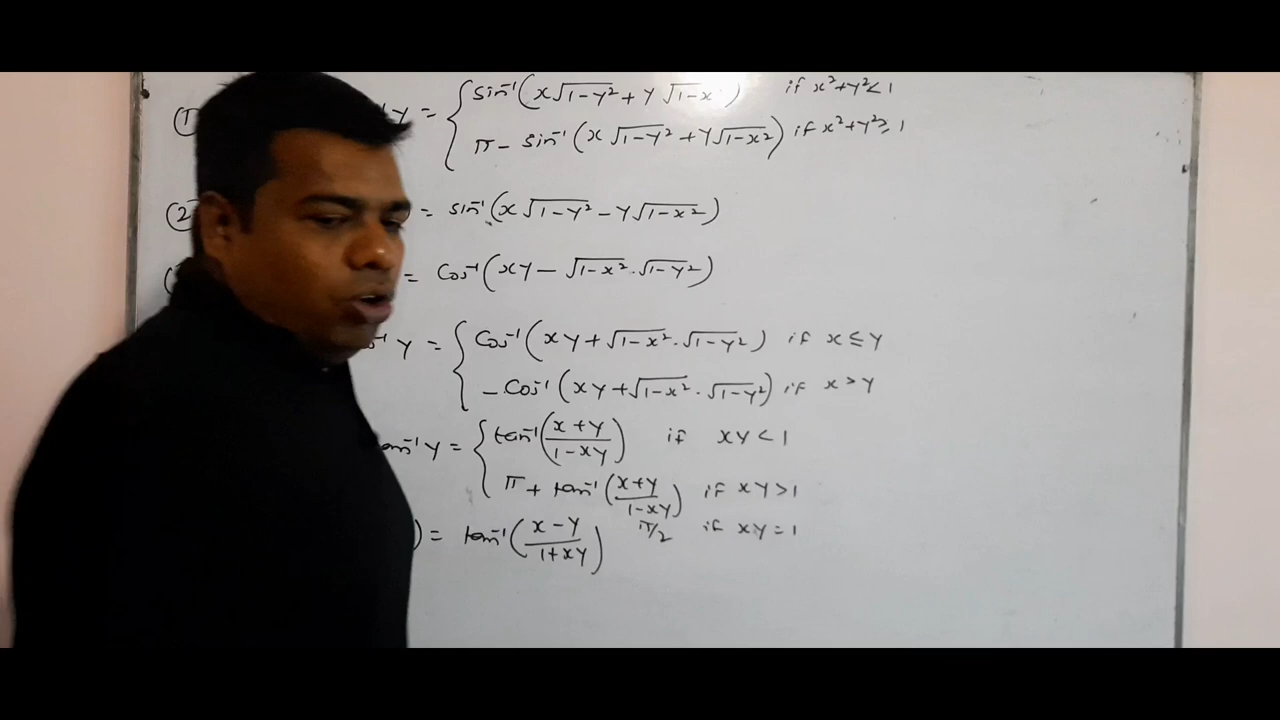 (1) y = { sin⁻¹(x√1-y² + y√1-x ) if x²+y²<1
π - sin⁻¹(x√1-y² + y√1-x²) if x²+y²≥1
(2) = sin⁻¹(x√1-y² - y√1-x²)
= Cos⁻¹(xy - √1-x² . √1-y²)
y = { Cos⁻¹(xy + √1-x² . √1-y²) if x ≤ y
- Cos⁻¹(xy + √1-x² . √1-y²) if x > y
tan⁻¹ y = { tan⁻¹(x+y / 1-xy) if xy < 1
π + tan⁻¹(x+y / 1-xy) if xy > 1
π/2 if xy = 1
) = tan⁻¹(x-y / 1+xy)